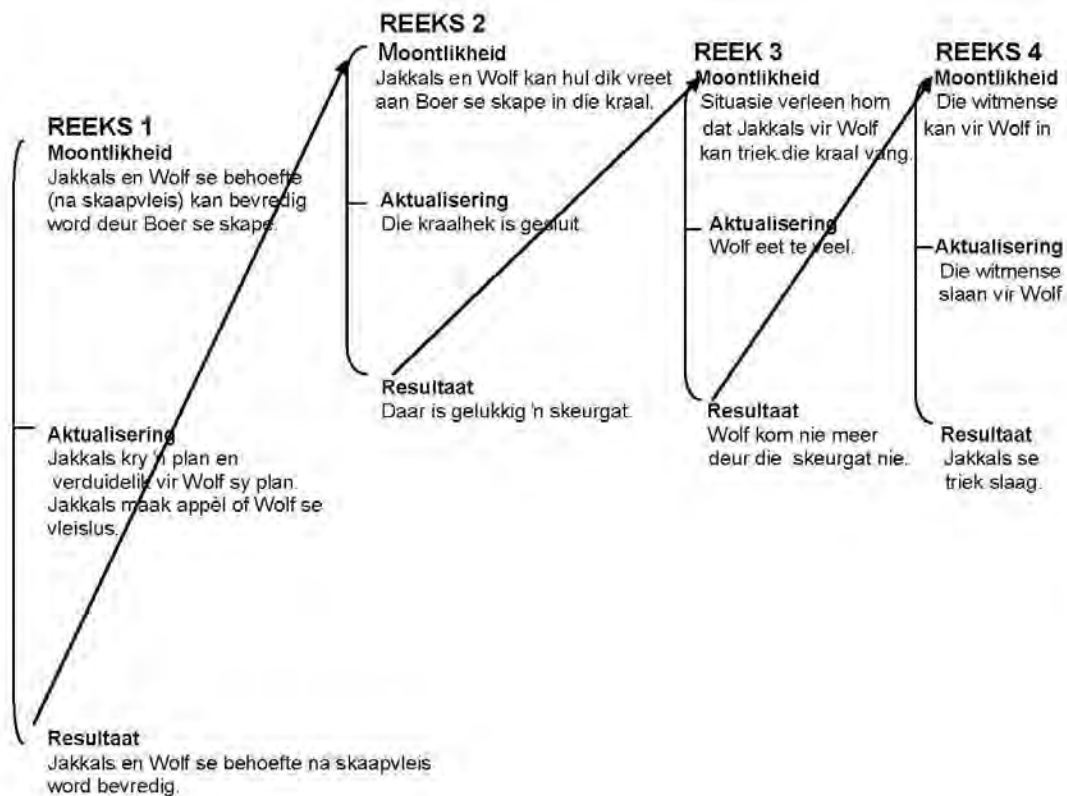 REEKS 1
Moontlikheid
Jakkals en Wolf se behoefte
(na skaapvleis) kan bevredig
word deur Boer se skape.
Aktualisering
Jakkals kry 'n plan en
verduidelik vir Wolf sy plan.
Jakkals maak appèl of Wolf se
vleislus.
Resultaat
Jakkals en Wolf se behoefte na skaapvleis
word bevredig.
REEKS 2
Moontlikheid
Jakkals en Wolf kan hul dik vreet
aan Boer se skape in die kraal.
Aktualisering
Die kraalhek is gesluit.
Resultaat
Daar is gelukkig 'n skeurgat.
REEK 3
Moontlikheid
Situasie verleen hom
dat Jakkals vir Wolf
kan triek.die kraal vang.
Aktualisering
Wolf eet te veel.
Resultaat
Wolf kom nie meer
deur die skeurgat nie.
REEKS 4
Moontlikheid
Die witmense
kan vir Wolf in
Aktualisering
Die witmense
slaan vir Wolf
Resultaat
Jakkals se
triek slaag.